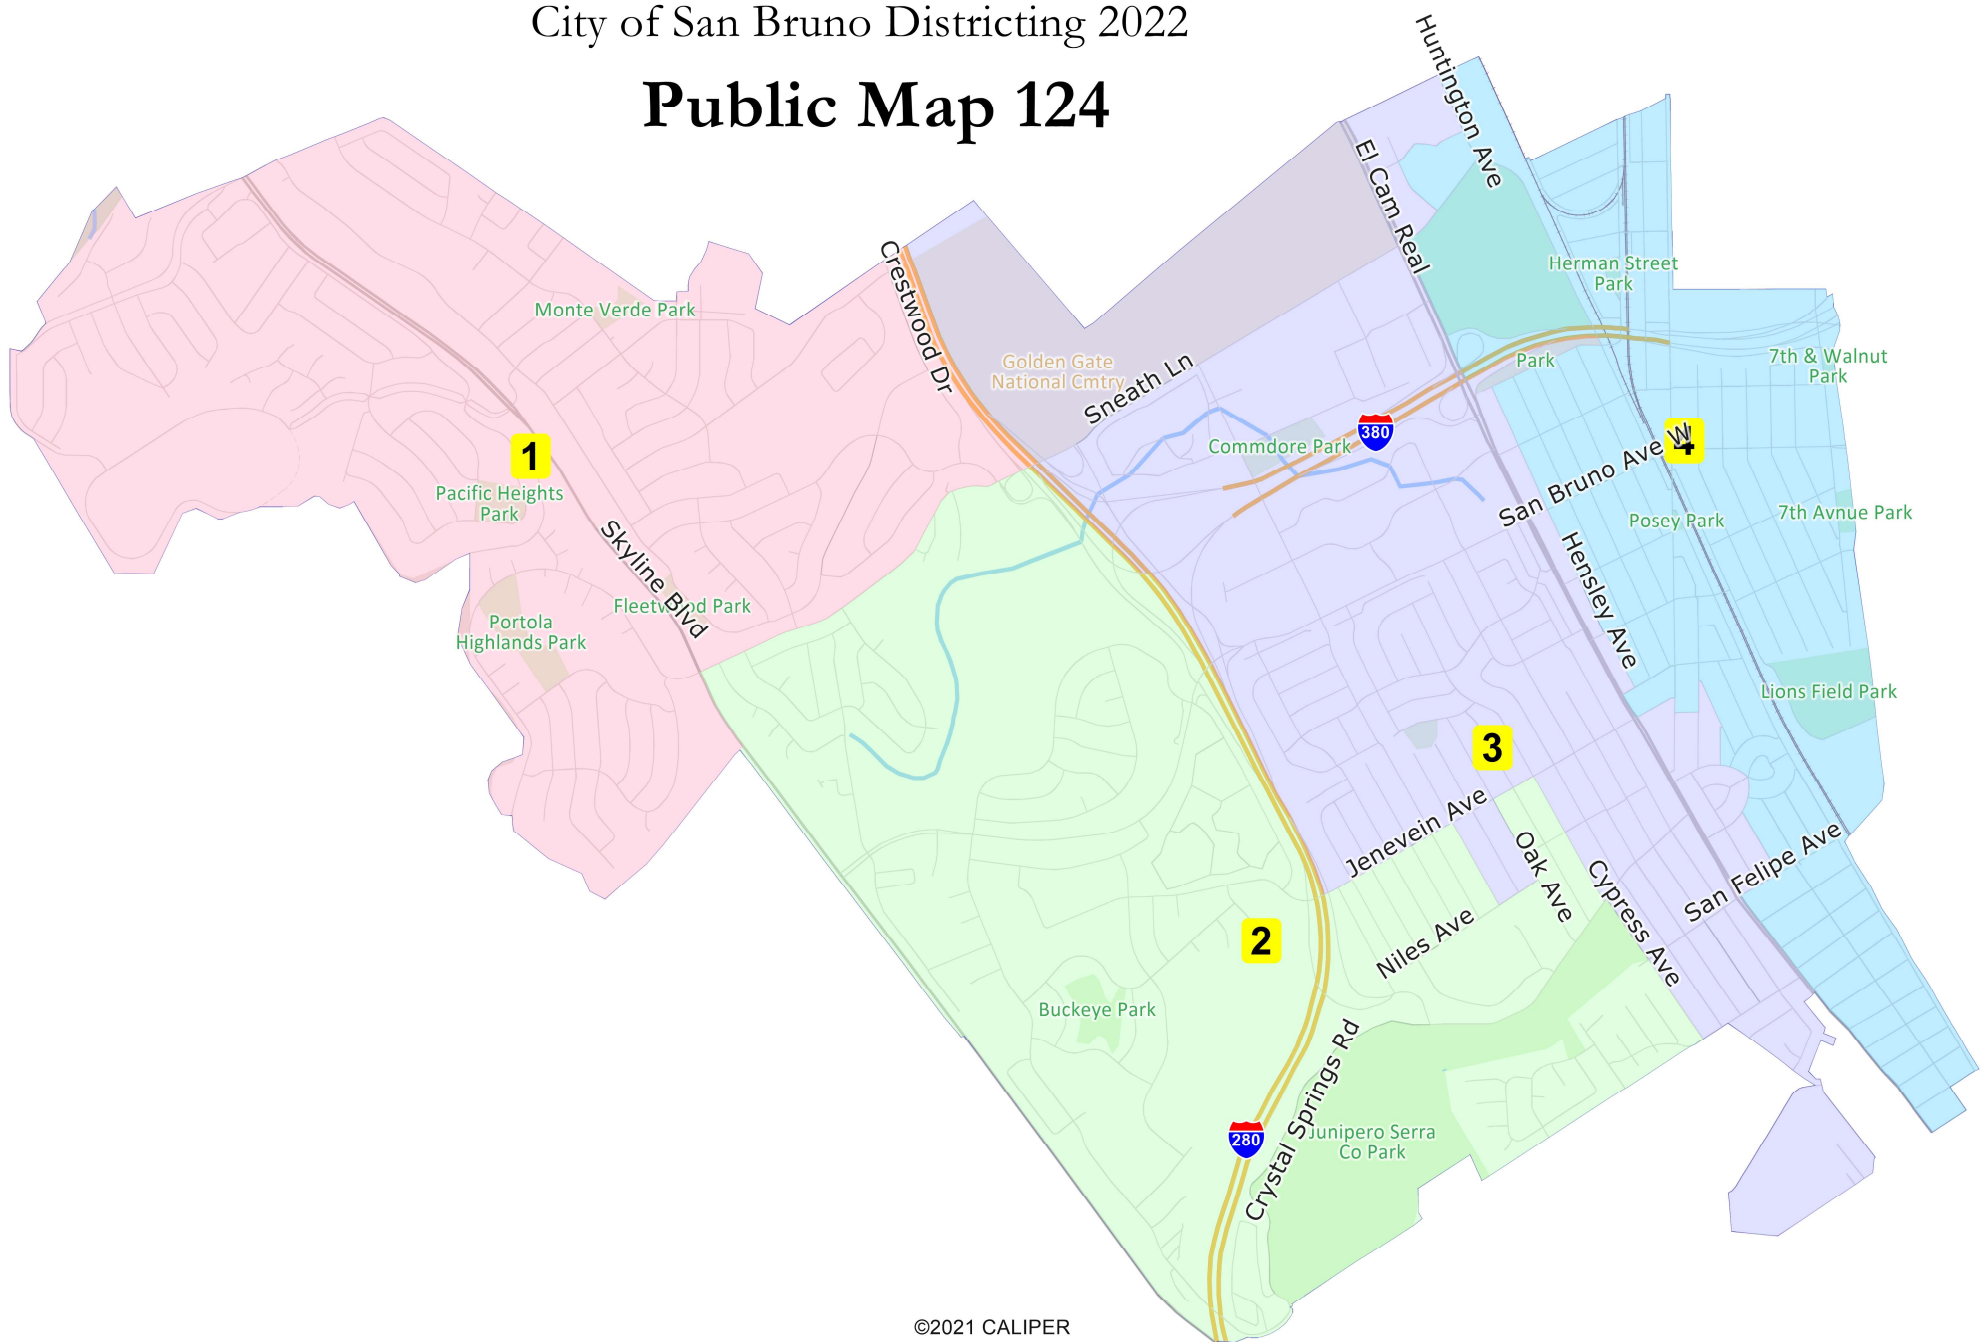 City of San Bruno Districting 2022
Public Map 124
Huntington Ave
El Cam Real
Crestwood Dr
Herman Street
Park
Monte Verde Park
Golden Gate
National Cmtry
Sneath Ln
Park
7th & Walnut
Park
380
Commdore Park
San Bruno Ave W
4
1
Pacific Heights
Park
Posey Park
7th Avnue Park
Skyline Blvd
Hensley Ave
Fleetwood Park
Portola
Highlands Park
Lions Field Park
3
Jenevein Ave
Oak Ave
Cypress Ave
San Felipe Ave
2
Niles Ave
Buckeye Park
Crystal Springs Rd
280
Junipero Serra
Co Park
©2021 CALIPER